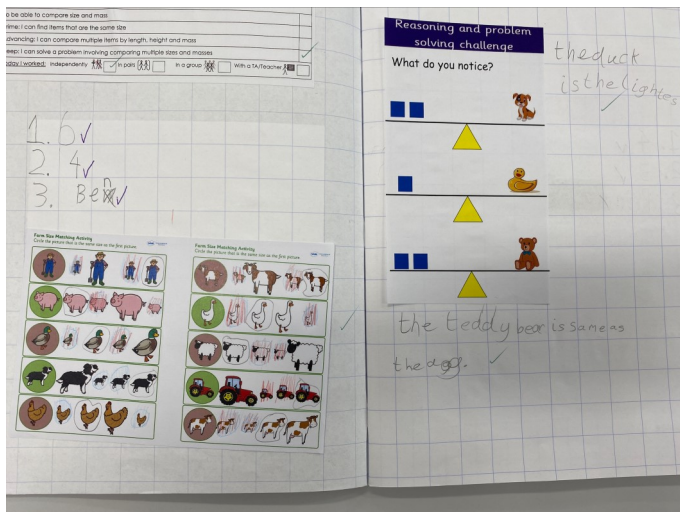 o be able to compare size and mass
rime: I can find items that are the same size
dvancing: I can compare multiple items by length, height and mass
eep: I can solve a problem involving comparing multiple sizes and masses
oday I worked: Independently In pairs In a group With a TA/Teacher
1. 6
2. 4
3. Ben
Farm Size Matching Activity
Circle the picture that is the same size as the first picture.
Farm Size Matching Activity
Circle the picture that is the same size as the first picture.
Reasoning and problem
solving challenge
What do you notice?
the duck
is the lightes
the teddy bear is same as
the dog.